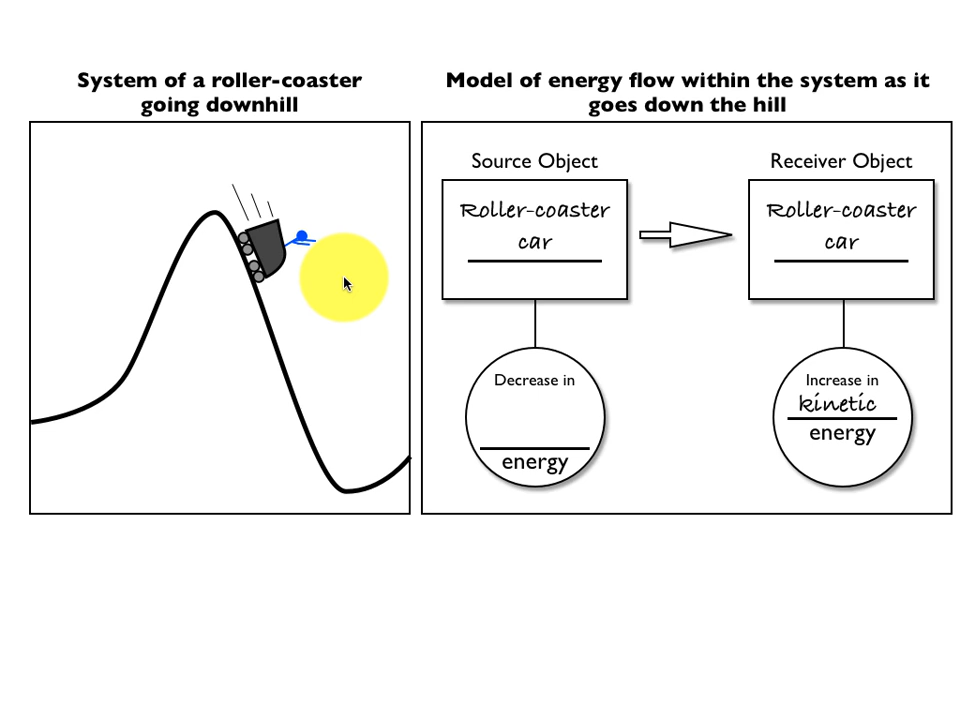 System of a roller-coaster
going downhill
Model of energy flow within the system as it
goes down the hill
Source Object
Roller-coaster
car
Decrease in
energy
Receiver Object
Roller-coaster
car
Increase in
kinetic
energy